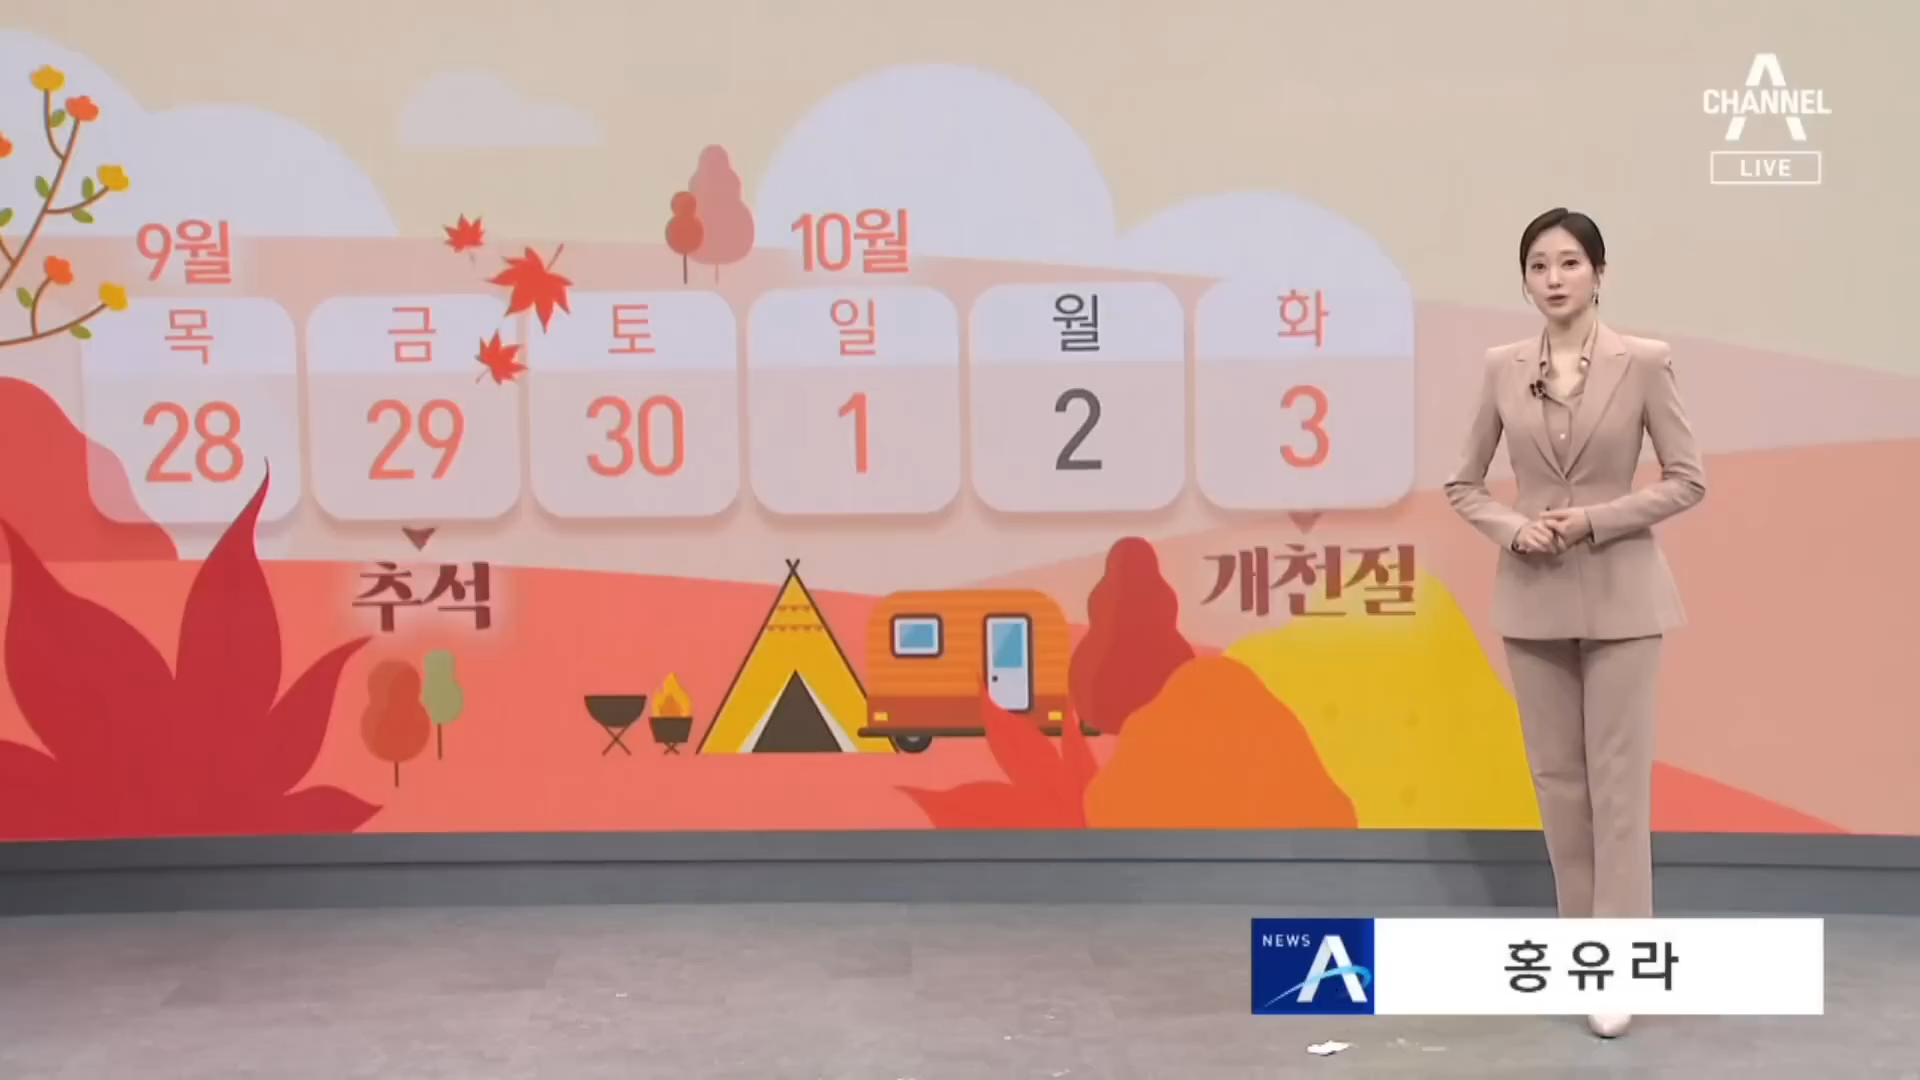 CHANNEL A
LIVE
9월
10월
목 금 토 일 월 화
28 29 30 1 2 3
추석
개천절
NEWS A
홍유라